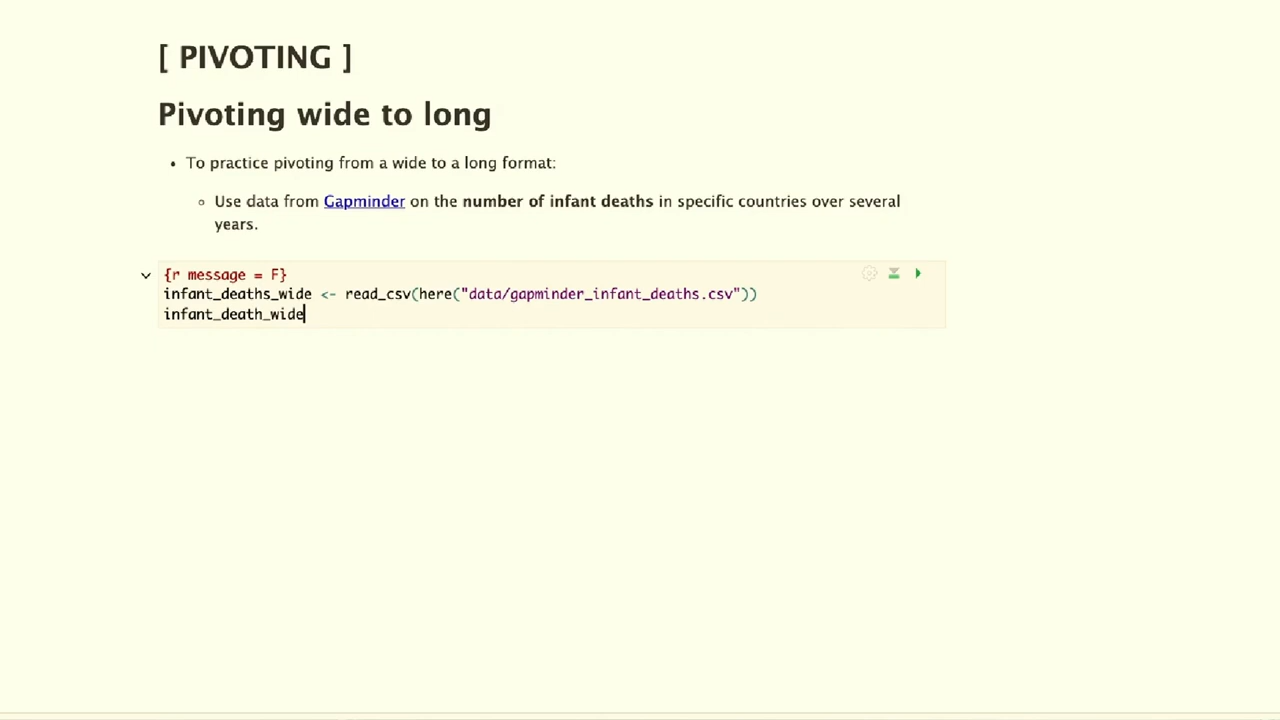 [ PIVOTING ]
Pivoting wide to long
• To practice pivoting from a wide to a long format:
◦ Use data from Gapminder on the number of infant deaths in specific countries over several
years.
{r message = F}
infant_deaths_wide <- read_csv(here("data/gapminder_infant_deaths.csv"))
infant_death_wide